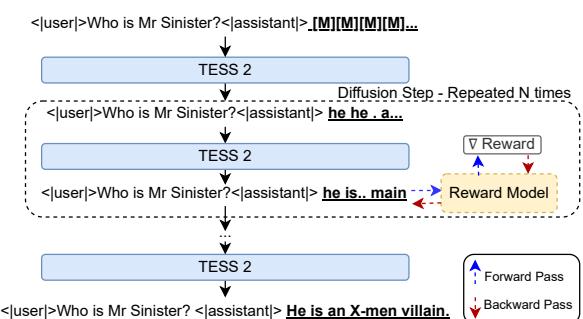 <|user|>Who is Mr Sinister?<|assistant|> [M][M][M][M]...
TESS 2
Diffusion Step - Repeated N times
<|user|>Who is Mr Sinister?<|assistant|> he he . a...
∇ Reward
TESS 2
<|user|>Who is Mr Sinister?<|assistant|> he is.. main
Reward Model
...
TESS 2
Forward Pass
Backward Pass
<|user|>Who is Mr Sinister? <|assistant|> He is an X-men villain.